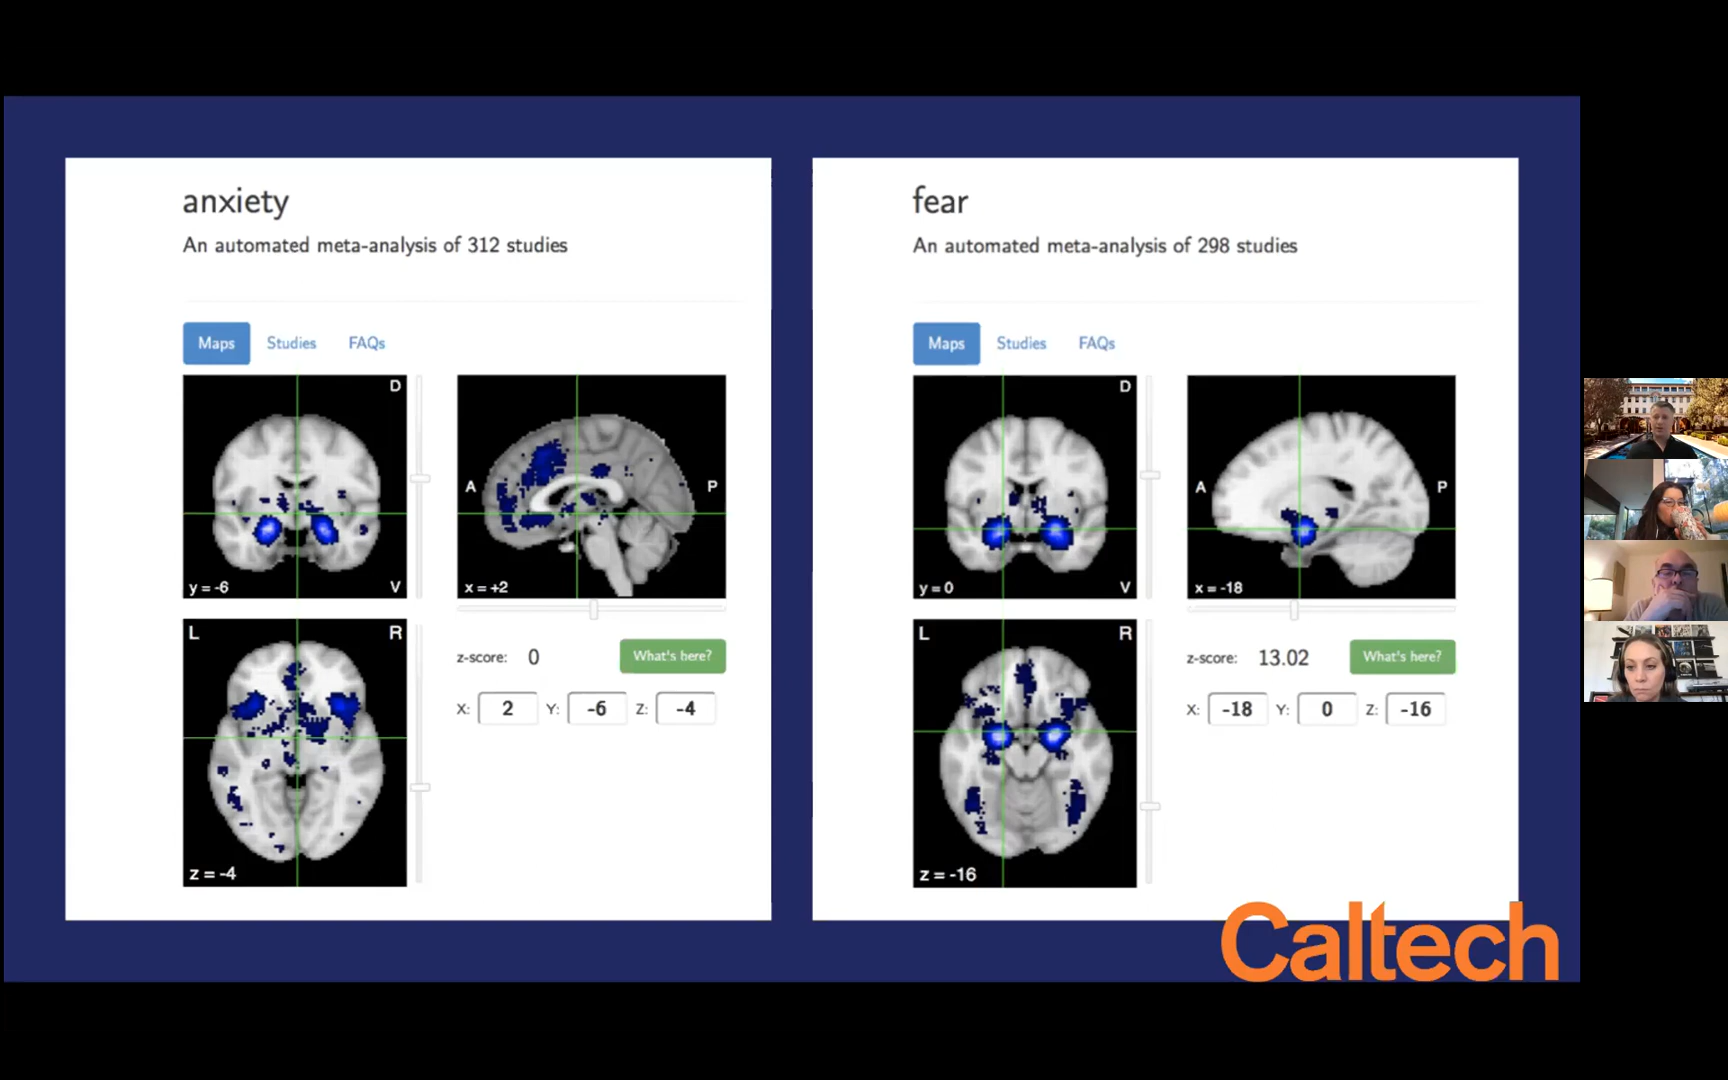 anxiety
An automated meta-analysis of 312 studies
Maps Studies FAQs
D
y = -6
V
A
P
x = +2
L
R
z = -4
z-score: 0
What's here?
X: 2 Y: -6 Z: -4
fear
An automated meta-analysis of 298 studies
Maps Studies FAQs
D
y = 0
V
A
P
x = -18
L
R
z = -16
z-score: 13.02
What's here?
X: -18 Y: 0 Z: -16
Caltech